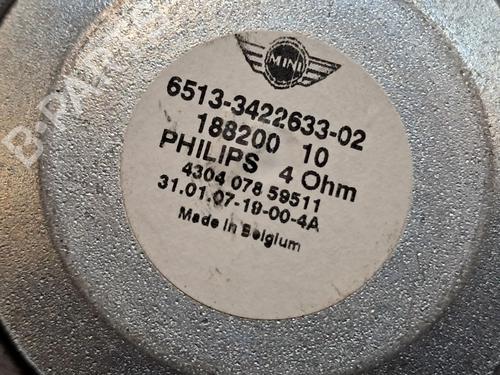 MINI
6513-3422633-02
188200 10
PHILIPS 4 Ohm
4304 078 59511
31.01.07-19-00-4A
Made in Belgium
B-PARTS